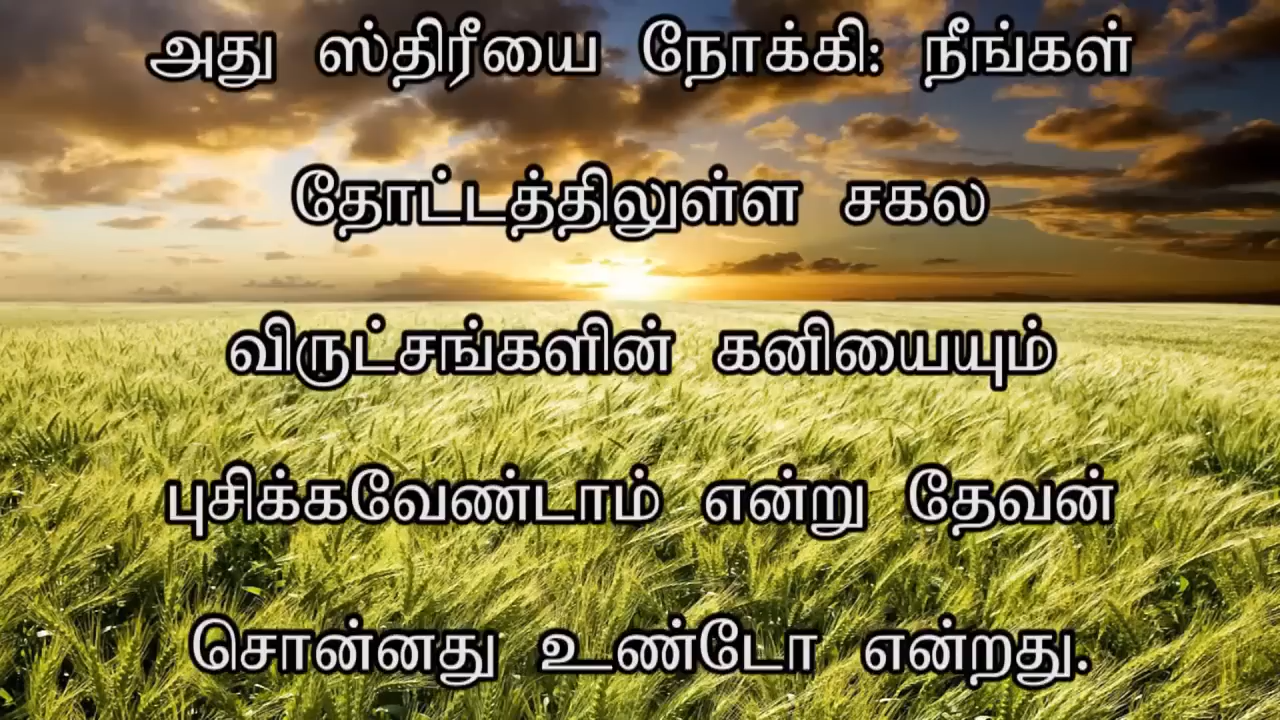 அது ஸ்திரீயை நோக்கி: நீங்கள்
தோட்டத்திலுள்ள சகல
விருட்சங்களின் கனியையும்
புசிக்கவேண்டாம் என்று தேவன்
சொன்னது உண்டோ என்றது.